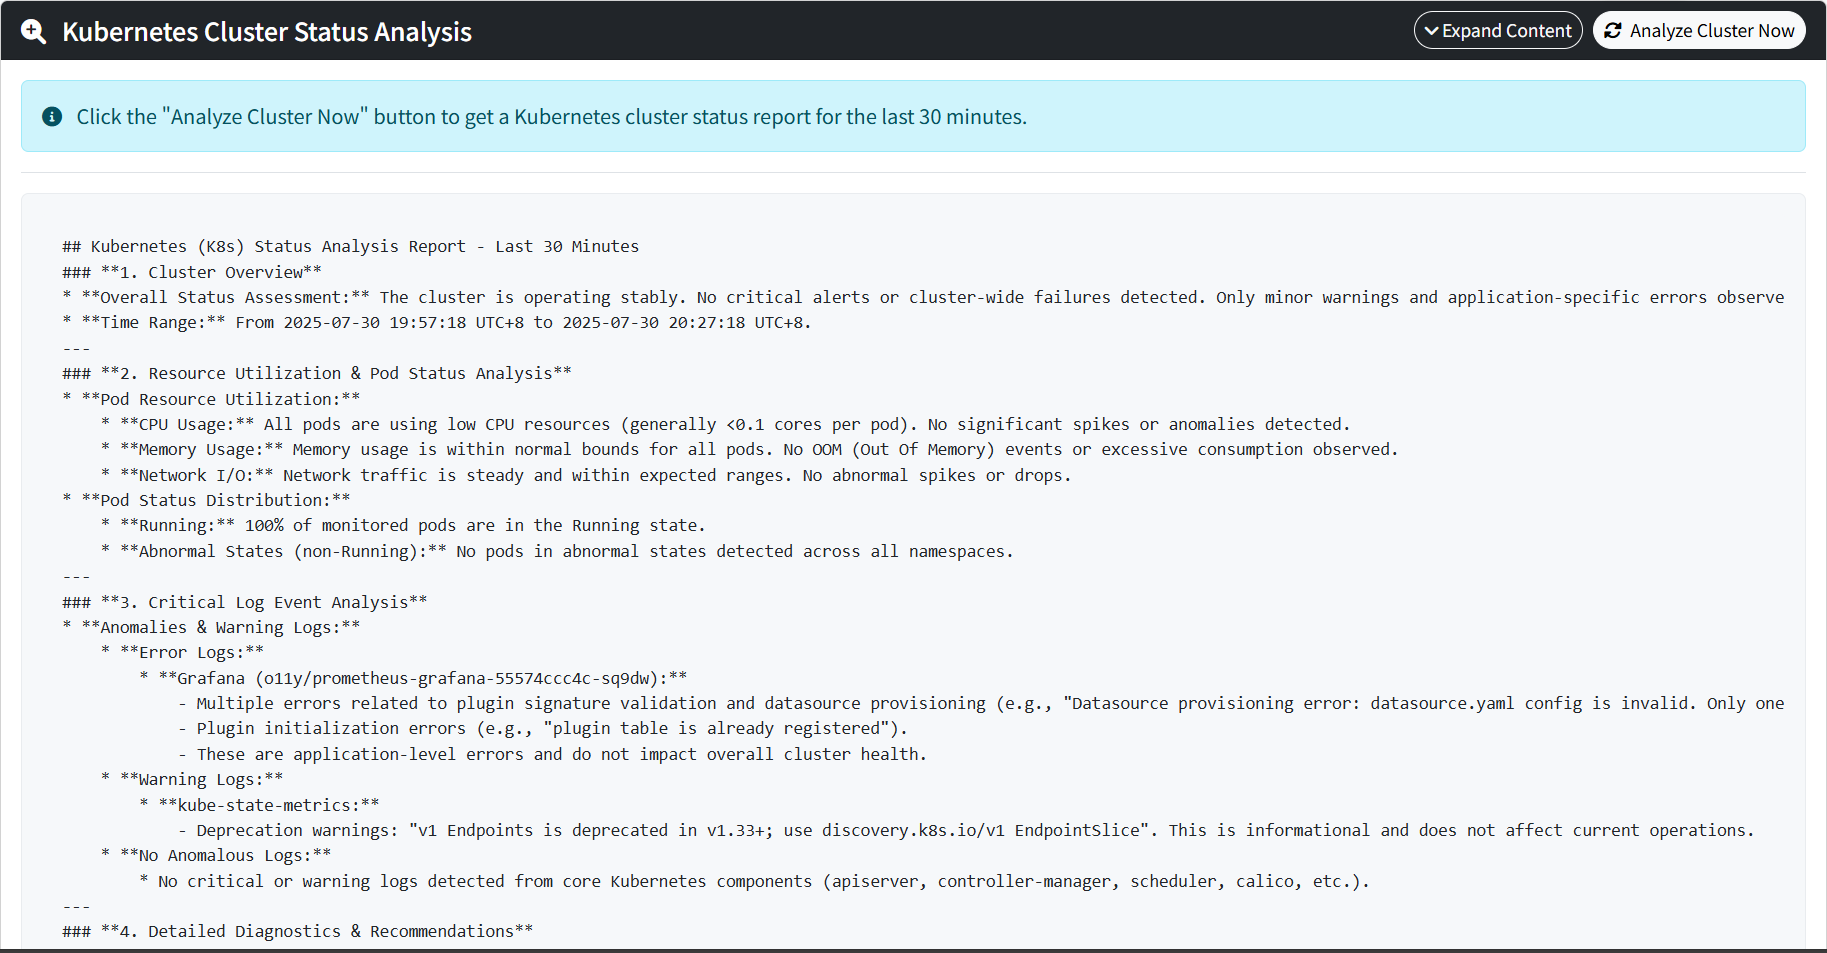 Kubernetes Cluster Status Analysis
Expand Content
Analyze Cluster Now
Click the "Analyze Cluster Now" button to get a Kubernetes cluster status report for the last 30 minutes.
## Kubernetes (K8s) Status Analysis Report - Last 30 Minutes
### **1. Cluster Overview**
* **Overall Status Assessment:** The cluster is operating stably. No critical alerts or cluster-wide failures detected. Only minor warnings and application-specific errors observe
* **Time Range:** From 2025-07-30 19:57:18 UTC+8 to 2025-07-30 20:27:18 UTC+8.
---
### **2. Resource Utilization & Pod Status Analysis**
* **Pod Resource Utilization:**
    * **CPU Usage:** All pods are using low CPU resources (generally <0.1 cores per pod). No significant spikes or anomalies detected.
    * **Memory Usage:** Memory usage is within normal bounds for all pods. No OOM (Out Of Memory) events or excessive consumption observed.
    * **Network I/O:** Network traffic is steady and within expected ranges. No abnormal spikes or drops.
* **Pod Status Distribution:**
    * **Running:** 100% of monitored pods are in the Running state.
    * **Abnormal States (non-Running):** No pods in abnormal states detected across all namespaces.
---
### **3. Critical Log Event Analysis**
* **Anomalies & Warning Logs:**
    * **Error Logs:**
        * **Grafana (o11y/prometheus-grafana-55574ccc4c-sq9dw):**
            - Multiple errors related to plugin signature validation and datasource provisioning (e.g., "Datasource provisioning error: datasource.yaml config is invalid. Only one
            - Plugin initialization errors (e.g., "plugin table is already registered").
            - These are application-level errors and do not impact overall cluster health.
    * **Warning Logs:**
        * **kube-state-metrics:**
            - Deprecation warnings: "v1 Endpoints is deprecated in v1.33+; use discovery.k8s.io/v1 EndpointSlice". This is informational and does not affect current operations.
    * **No Anomalous Logs:**
        * No critical or warning logs detected from core Kubernetes components (apiserver, controller-manager, scheduler, calico, etc.).
---
### **4. Detailed Diagnostics & Recommendations**